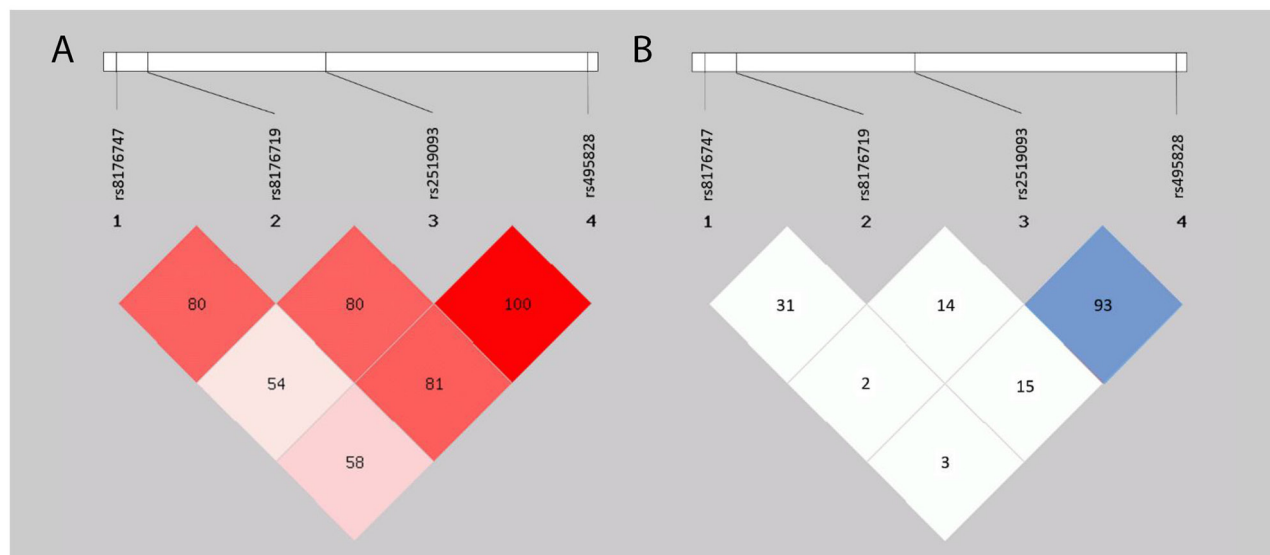 A
B
rs8176747
rs8176719
rs2519093
rs495828
rs8176747
rs8176719
rs2519093
rs495828
1 2 3 4
1 2 3 4
80 80 100
31 14 93
54 81
2 15
58
3